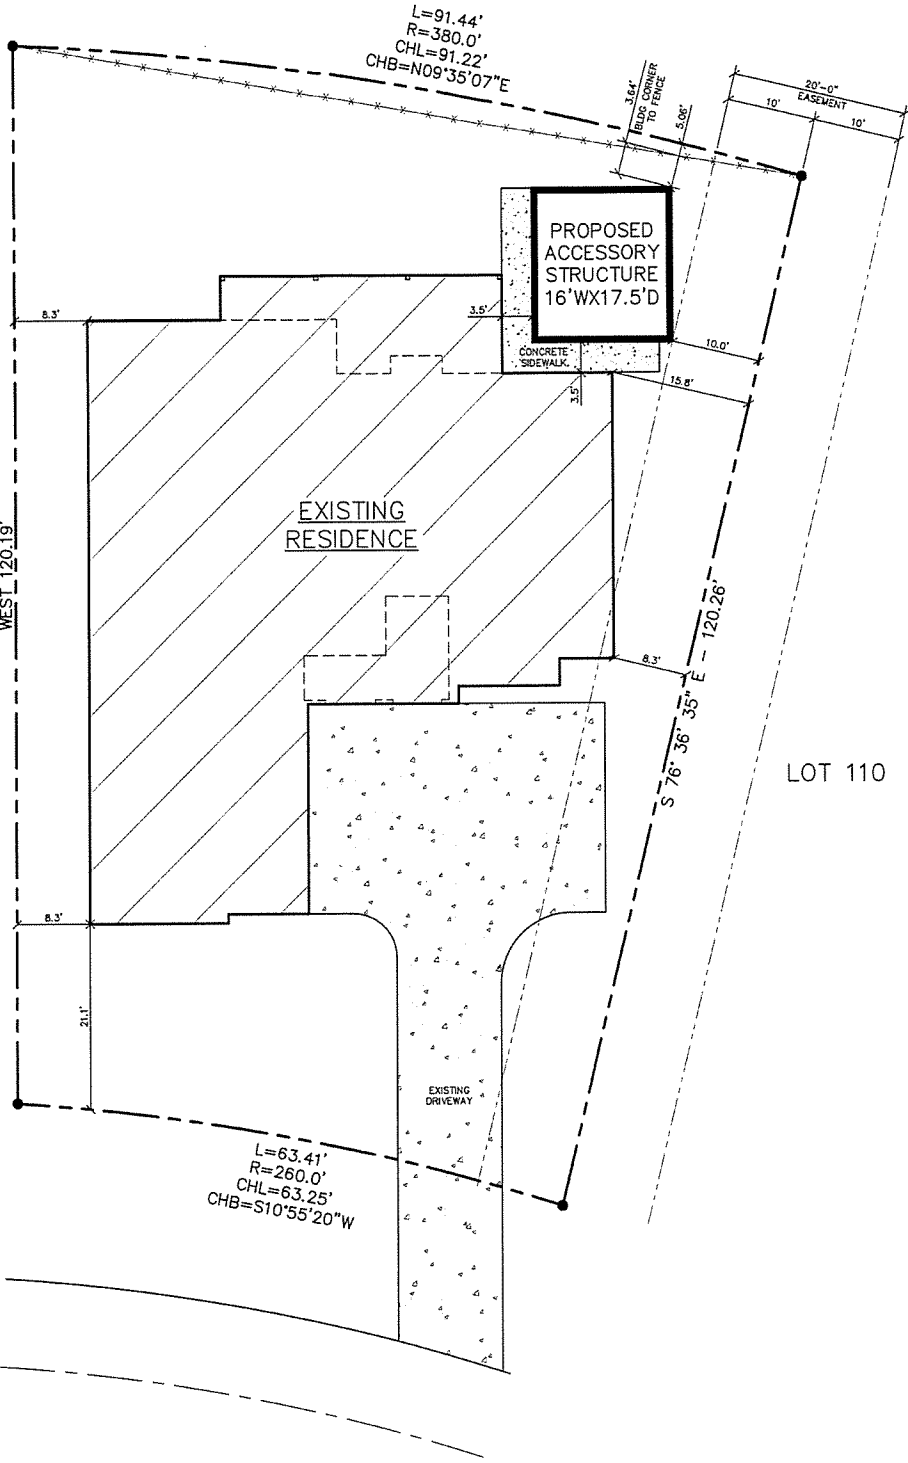 L=91.44'
R=380.0'
CHL=91.22'
CHB=N09°35'07"E
3.64'
BLDG CORNER
TO FENCE
5.06'
20'-0"
EASEMENT
10'
10'
PROPOSED
ACCESSORY
STRUCTURE
16'WX17.5'D
8.3'
3.5'
CONCRETE
SIDEWALK
3.5'
10.0'
15.8'
EXISTING
RESIDENCE
WEST 120.19'
8.3'
S 76° 36' 35" E - 120.26'
LOT 110
8.3'
21.1'
EXISTING
DRIVEWAY
L=63.41'
R=260.0'
CHL=63.25'
CHB=S10°55'20"W